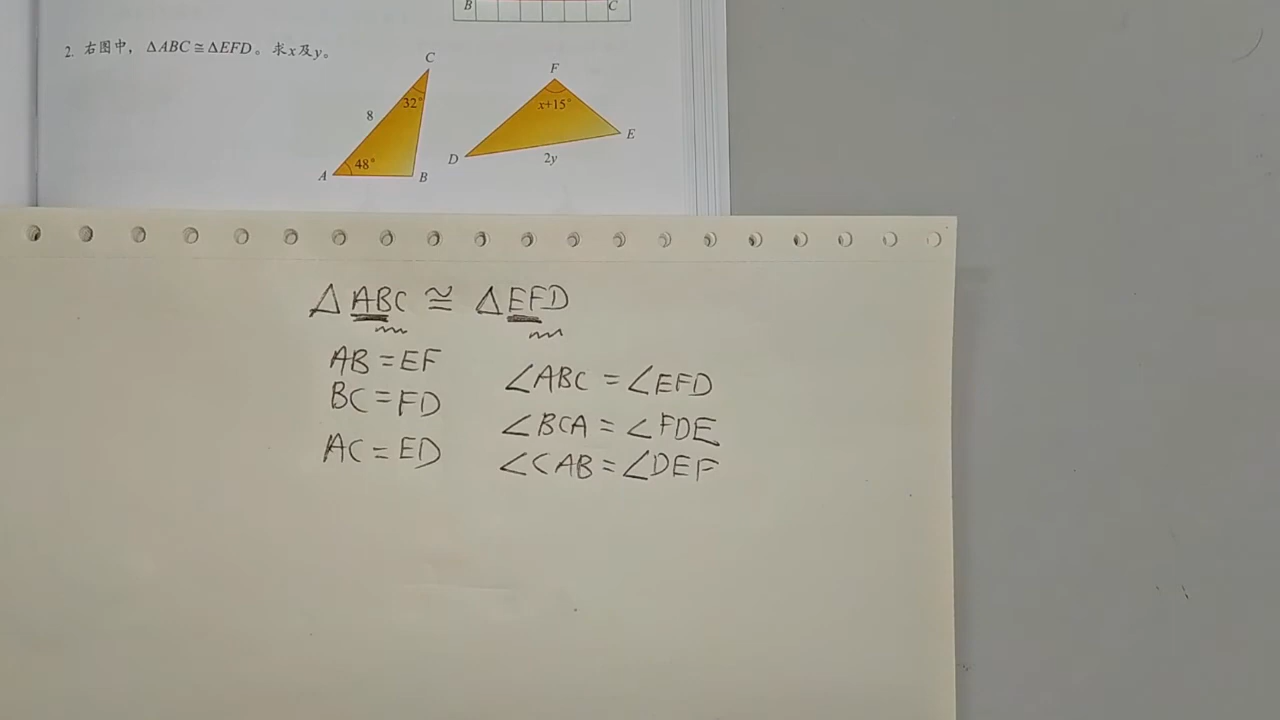 B
C
2. 右图中，△ABC≅△EFD。求x及y。
C
32°
8
48°
A
B
F
x+15°
E
D
2y
△ABC ≅ △EFD
AB=EF
BC=FD
AC=ED
∠ABC=∠EFD
∠BCA=∠FDE
∠CAB=∠DEF